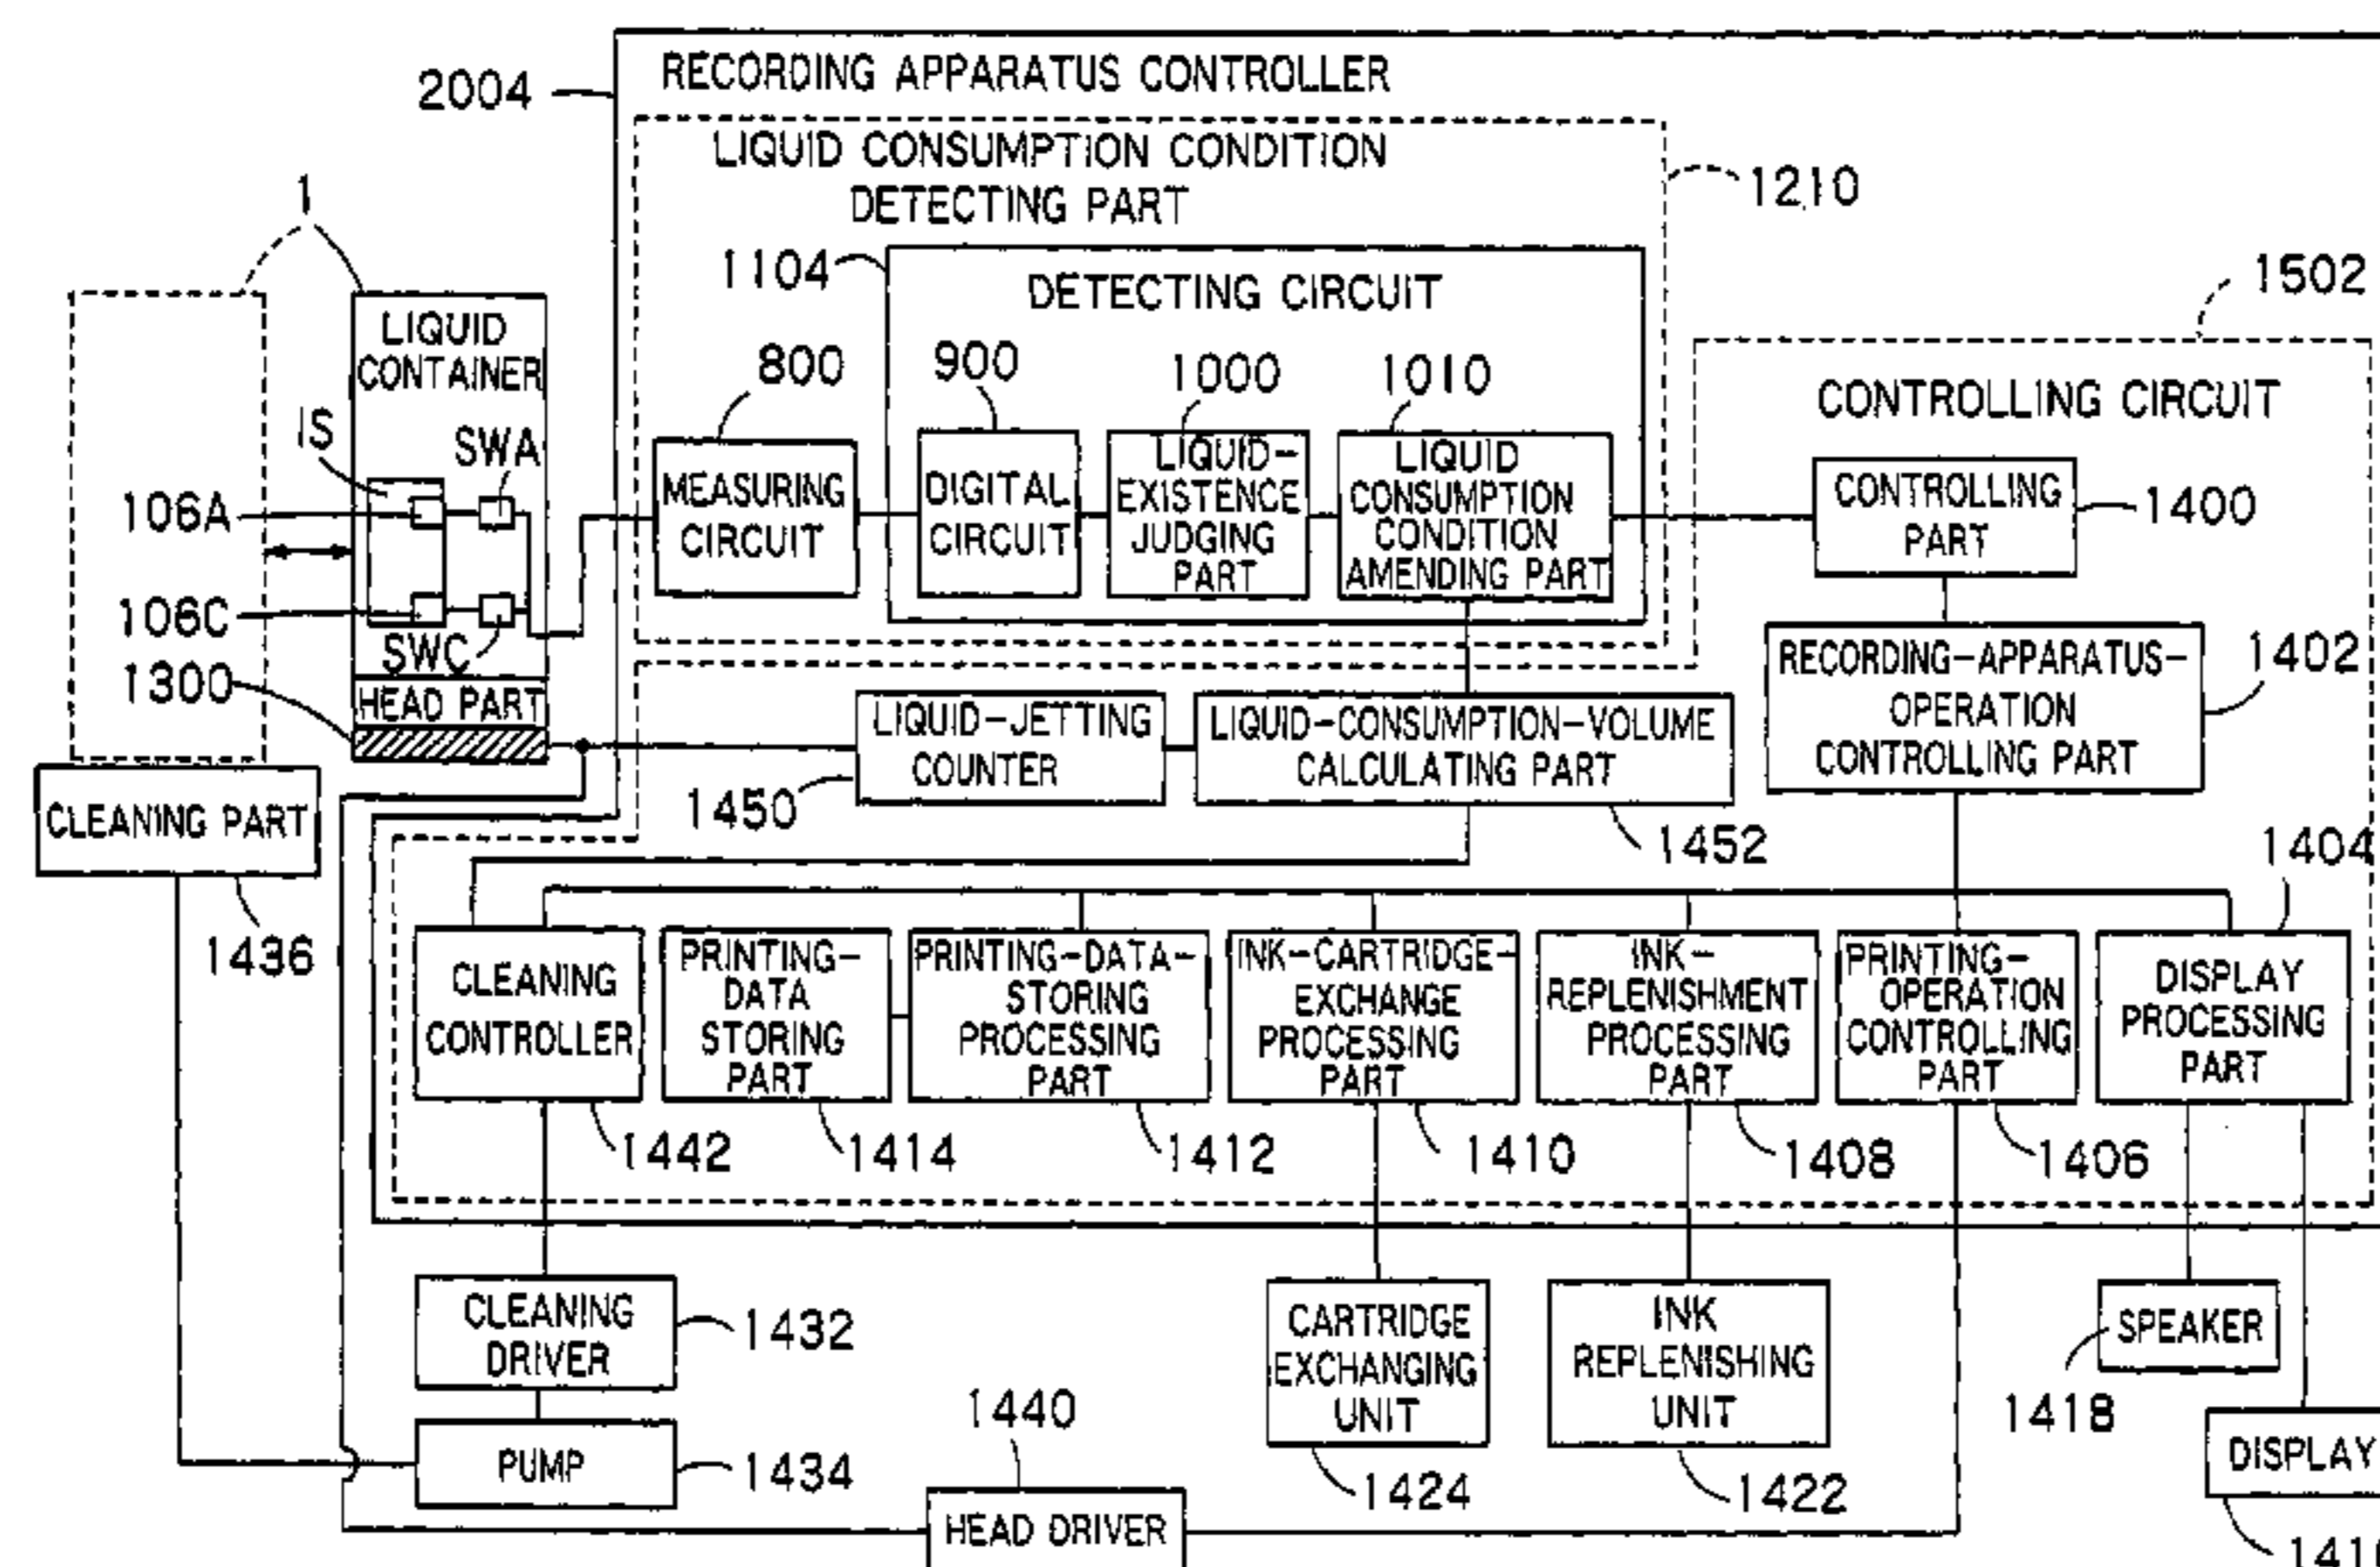 2004
RECORDING APPARATUS CONTROLLER
LIQUID CONSUMPTION CONDITION
DETECTING PART
1210
1
1104
DETECTING CIRCUIT
1502
LIQUID
CONTAINER
IS
SWA
106A
106C
SWC
1300
HEAD PART
800
MEASURING
CIRCUIT
900
DIGITAL
CIRCUIT
1000
LIQUID-
EXISTENCE
JUDGING
PART
1010
LIQUID
CONSUMPTION
CONDITION
AMENDING PART
CONTROLLING CIRCUIT
CONTROLLING
PART
1400
RECORDING-APPARATUS-
OPERATION
CONTROLLING PART
1402
LIQUID-JETTING
COUNTER
1450
LIQUID-CONSUMPTION-VOLUME
CALCULATING PART
1452
CLEANING PART
1436
1404
CLEANING
CONTROLLER
1442
PRINTING-
DATA
STORING
PART
1414
PRINTING-DATA-
STORING
PROCESSING
PART
1412
INK-CARTRIDGE-
EXCHANGE
PROCESSING
PART
1410
INK-
REPLENISHMENT
PROCESSING
PART
1408
PRINTING-
OPERATION
CONTROLLING
PART
1406
DISPLAY
PROCESSING
PART
CLEANING
DRIVER
1432
PUMP
1434
1440
HEAD DRIVER
CARTRIDGE
EXCHANGING
UNIT
1424
INK
REPLENISHING
UNIT
1422
SPEAKER
1418
DISPLAY